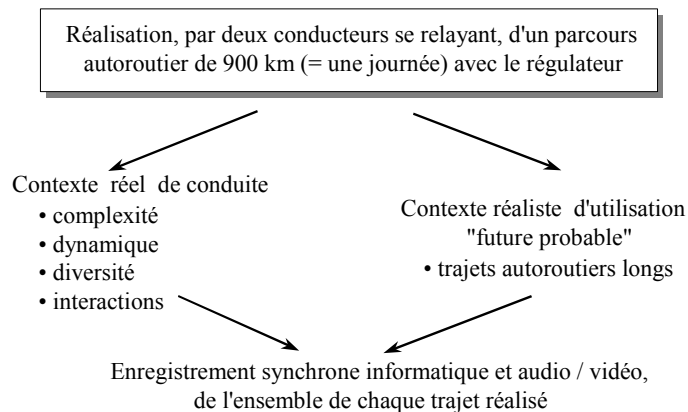 Réalisation, par deux conducteurs se relayant, d'un parcours
autoroutier de 900 km (= une journée) avec le régulateur
Contexte réel de conduite
• complexité
• dynamique
• diversité
• interactions
Contexte réaliste d'utilisation
"future probable"
• trajets autoroutiers longs
Enregistrement synchrone informatique et audio / vidéo,
de l'ensemble de chaque trajet réalisé